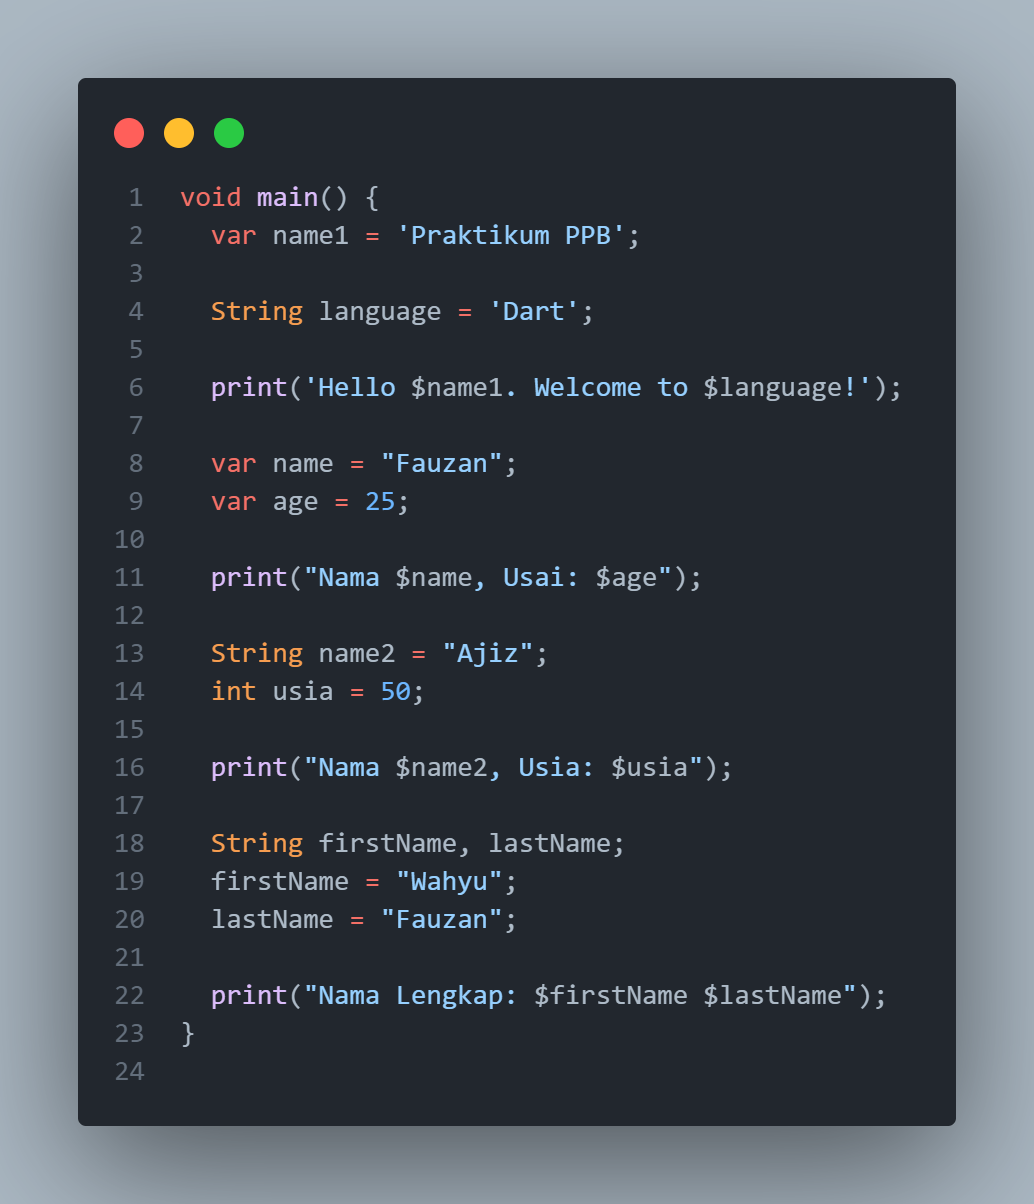 1 void main() {
2   var name1 = 'Praktikum PPB';
3
4   String language = 'Dart';
5
6   print('Hello $name1. Welcome to $language!');
7
8   var name = "Fauzan";
9   var age = 25;
10
11   print("Nama $name, Usai: $age");
12
13   String name2 = "Ajiz";
14   int usia = 50;
15
16   print("Nama $name2, Usia: $usia");
17
18   String firstName, lastName;
19   firstName = "Wahyu";
20   lastName = "Fauzan";
21
22   print("Nama Lengkap: $firstName $lastName");
23 }
24